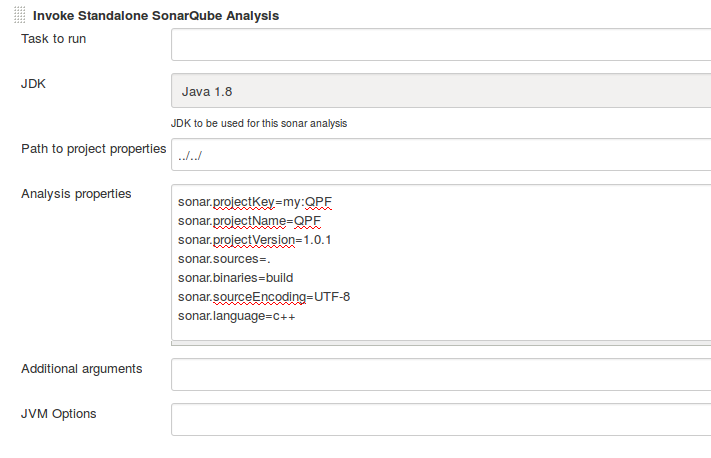 Invoke Standalone SonarQube Analysis
Task to run
JDK
Java 1.8
JDK to be used for this sonar analysis
Path to project properties
../../
Analysis properties
sonar.projectKey=my:QPF
sonar.projectName=QPF
sonar.projectVersion=1.0.1
sonar.sources=.
sonar.binaries=build
sonar.sourceEncoding=UTF-8
sonar.language=c++
Additional arguments
JVM Options